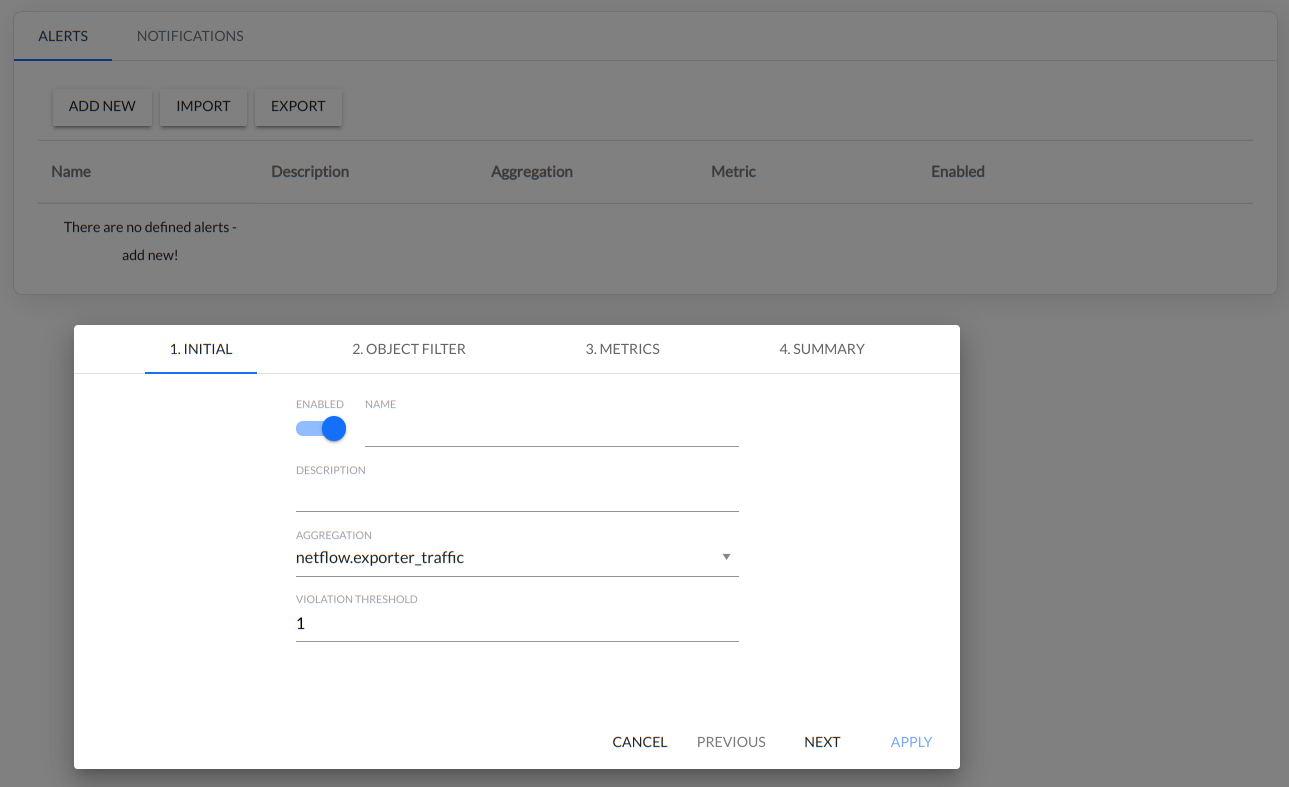 ALERTS NOTIFICATIONS
ADD NEW IMPORT EXPORT
Name Description Aggregation Metric Enabled
There are no defined alerts -
add new!
1. INITIAL 2. OBJECT FILTER 3. METRICS 4. SUMMARY
ENABLED NAME
DESCRIPTION
AGGREGATION
netflow.exporter_traffic
VIOLATION THRESHOLD
1
CANCEL PREVIOUS NEXT APPLY